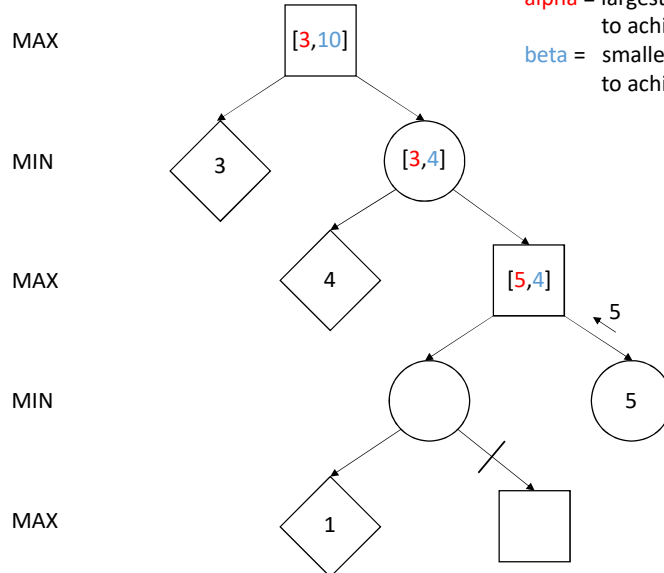 alpha = largest
to achi
beta = smalle
to achi
MAX
[3,10]
MIN
3
[3,4]
MAX
4
[5,4]
5
MIN
5
MAX
1